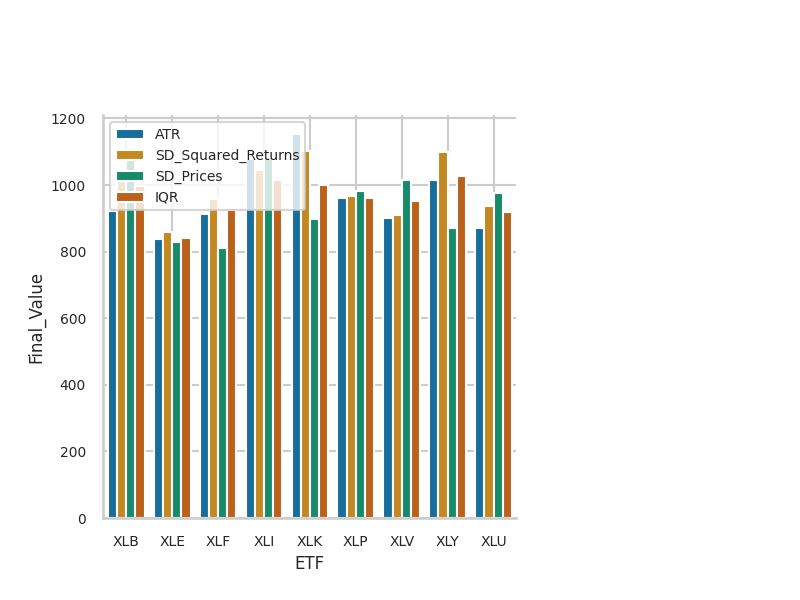 1200
1000
800
600
400
200
0
Final_Value
ATR
SD_Squared_Returns
SD_Prices
IQR
XLB XLE XLF XLI XLK XLP XLV XLY XLU
ETF